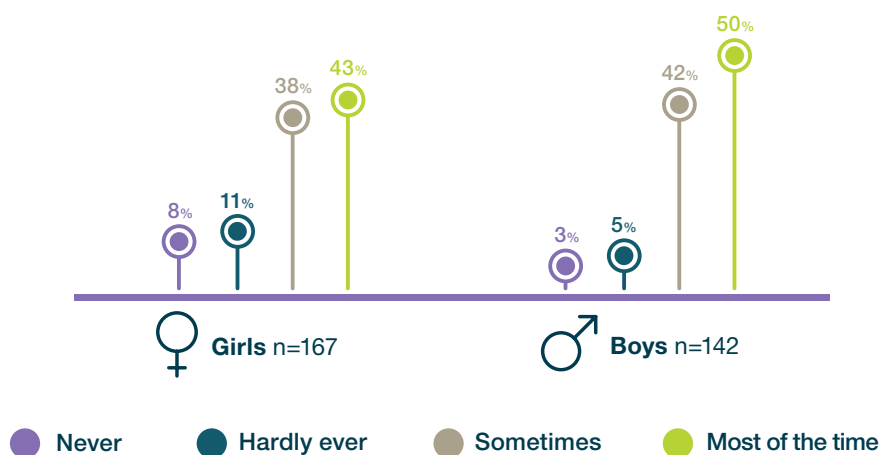 8%
11%
38%
43%
3%
5%
42%
50%
Girls n=167
Boys n=142
Never
Hardly ever
Sometimes
Most of the time